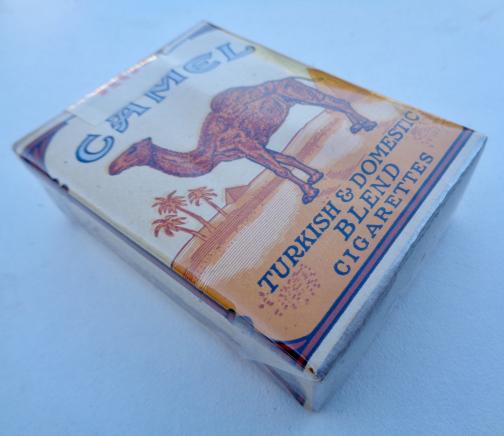 CAMEL
TURKISH & DOMESTIC
BLEND
CIGARETTES